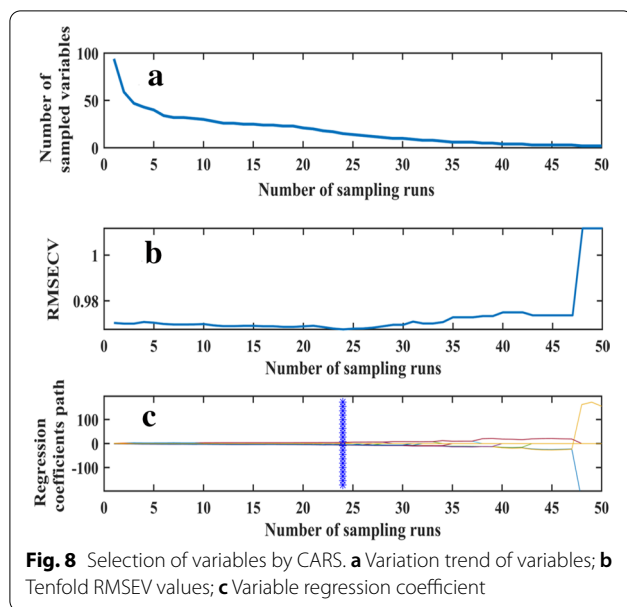 Number of sampled variables
100
50
0
a
0 5 10 15 20 25 30 35 40 45 50
Number of sampling runs
RMSECV
1
0.98
b
0 5 10 15 20 25 30 35 40 45 50
Number of sampling runs
Regression coefficients path
100
0
-100
c
0 5 10 15 20 25 30 35 40 45 50
Number of sampling runs
Fig. 8 Selection of variables by CARS. a Variation trend of variables; b
Tenfold RMSEV values; c Variable regression coefficient